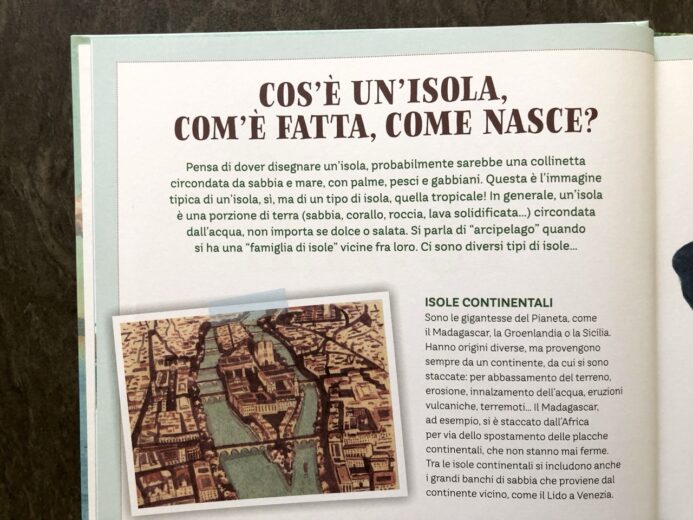 COS'È UN'ISOLA,
COM'È FATTA, COME NASCE?
Pensa di dover disegnare un'isola, probabilmente sarebbe una collinetta
circondata da sabbia e mare, con palme, pesci e gabbiani. Questa è l'immagine
tipica di un'isola, sì, ma di un tipo di isola, quella tropicale! In generale, un'isola
è una porzione di terra (sabbia, corallo, roccia, lava solidificata...) circondata
dall'acqua, non importa se dolce o salata. Si parla di "arcipelago" quando
si ha una "famiglia di isole" vicine fra loro. Ci sono diversi tipi di isole...
ISOLE CONTINENTALI
Sono le gigantesse del Pianeta, come
il Madagascar, la Groenlandia o la Sicilia.
Hanno origini diverse, ma provengono
sempre da un continente, da cui si sono
staccate: per abbassamento del terreno,
erosione, innalzamento dell'acqua, eruzioni
vulcaniche, terremoti... Il Madagascar,
ad esempio, si è staccato dall'Africa
per via dello spostamento delle placche
continentali, che non stanno mai ferme.
Tra le isole continentali si includono anche
i grandi banchi di sabbia che proviene dal
continente vicino, come il Lido a Venezia.